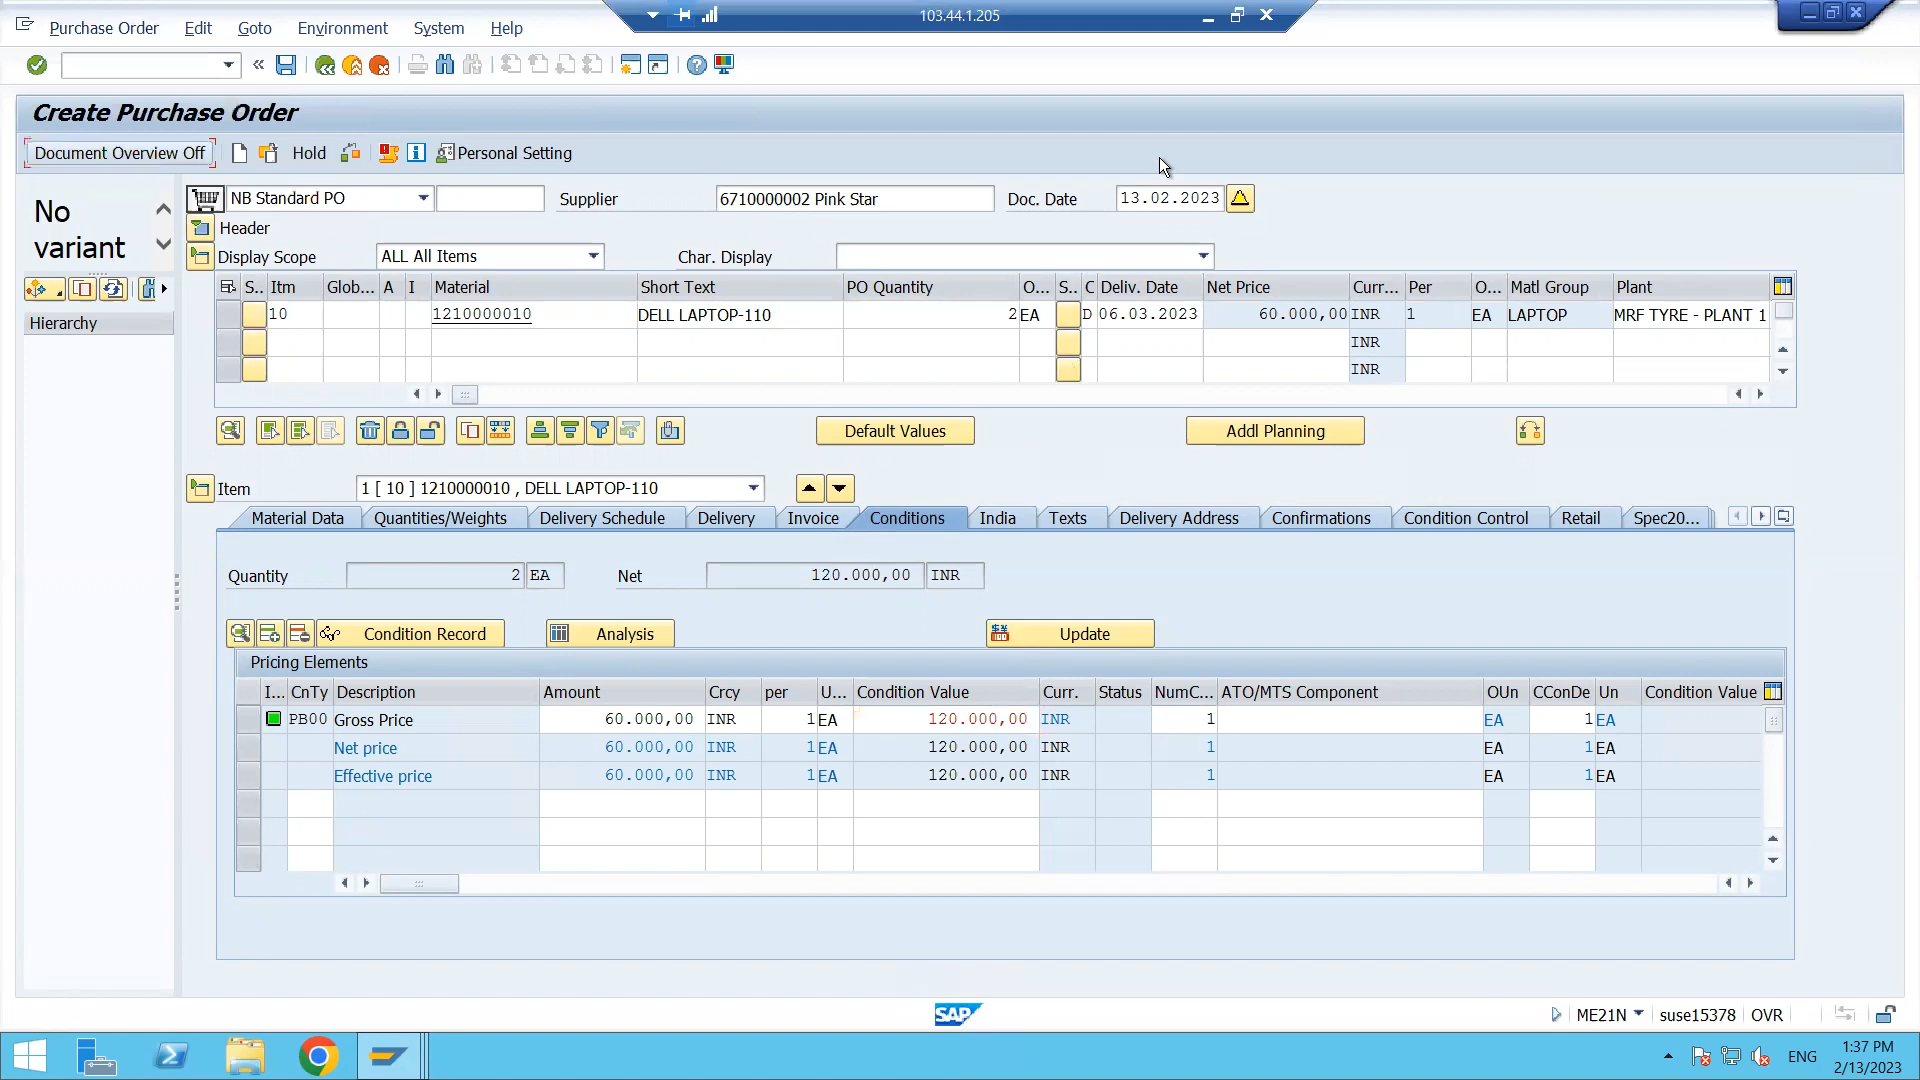 103.44.1.205
Purchase Order Edit Goto Environment System Help
Create Purchase Order
Document Overview Off Hold Personal Setting
No variant
NB Standard PO Supplier 6710000002 Pink Star Doc. Date 13.02.2023
Header
Display Scope ALL All Items Char. Display
S.. Itm Glob... A I Material Short Text PO Quantity O... S.. C Deliv. Date Net Price Curr... Per O... Matl Group Plant
10 1210000010 DELL LAPTOP-110 2 EA D 06.03.2023 60.000,00 INR 1 EA LAPTOP MRF TYRE - PLANT 1
INR
INR
Hierarchy
Default Values Addl Planning
Item 1 [ 10 ] 1210000010 , DELL LAPTOP-110
Material Data Quantities/Weights Delivery Schedule Delivery Invoice Conditions India Texts Delivery Address Confirmations Condition Control Retail Spec20...
Quantity 2 EA Net 120.000,00 INR
Condition Record Analysis Update
Pricing Elements
I... CnTy Description Amount Crcy per U... Condition Value Curr. Status NumC... ATO/MTS Component OUn CConDe Un Condition Value
PB00 Gross Price 60.000,00 INR 1 EA 120.000,00 INR 1 EA 1 EA
Net price 60.000,00 INR 1 EA 120.000,00 INR 1 EA 1 EA
Effective price 60.000,00 INR 1 EA 120.000,00 INR 1 EA 1 EA
SAP
ME21N suse15378 OVR
ENG 1:37 PM
2/13/2023